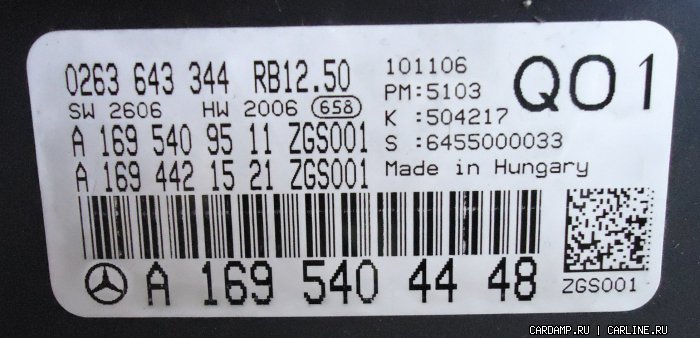 0263 643 344 RB12.50
SW 2606 HW 2006 658
A 169 540 95 11 ZGS001
A 169 442 15 21 ZGS001
101106
PM:5103
K :504217
S :6455000033
Made in Hungary
Q01
A 169 540 44 48
ZGS001
CARDAMP.RU | CARLINE.RU